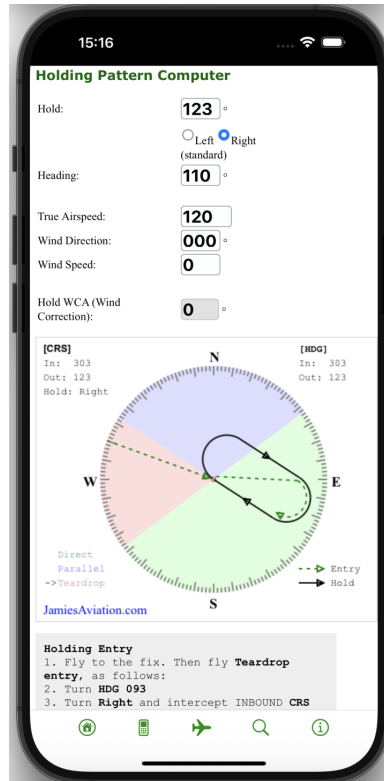 15:16
Holding Pattern Computer
Hold: 123 °
Left Right
(standard)
Heading: 110 °
True Airspeed: 120
Wind Direction: 000 °
Wind Speed: 0
Hold WCA (Wind
Correction): 0 °
[CRS] [HDG]
In: 303 N In: 303
Out: 123 Out: 123
Hold: Right
W E
Direct
Parallel - - -> Entry
->Teardrop Hold
S
JamiesAviation.com
Holding Entry
1. Fly to the fix. Then fly Teardrop
entry, as follows:
2. Turn HDG 093
3. Turn Right and intercept INBOUND CRS